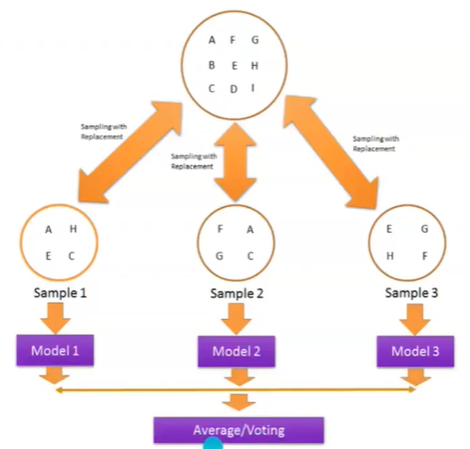 A F G
B E H
C D I
Sampling with
Replacement
Sampling with
Replacement
Sampling with
Replacement
A H
E C
F A
G C
E G
H F
Sample 1
Sample 2
Sample 3
Model 1
Model 2
Model 3
Average/Voting